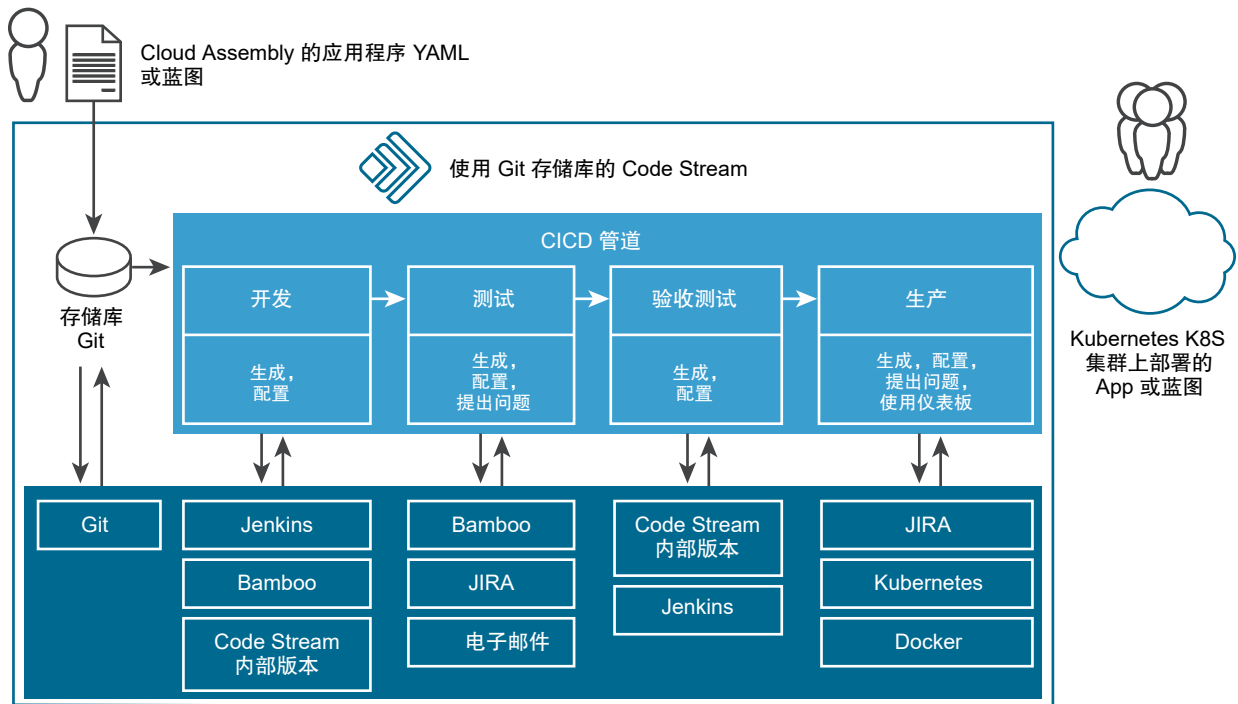 Cloud Assembly 的应用程序 YAML
或蓝图
使用 Git 存储库的 Code Stream
CICD 管道
存储库
Git
开发
生成，
配置
测试
生成，
配置，
提出问题
验收测试
生成，
配置
生产
生成，配置，
提出问题，
使用仪表板
Kubernetes K8S
集群上部署的
App 或蓝图
Git
Jenkins
Bamboo
Code Stream
内部版本
Bamboo
JIRA
电子邮件
Code Stream
内部版本
Jenkins
JIRA
Kubernetes
Docker